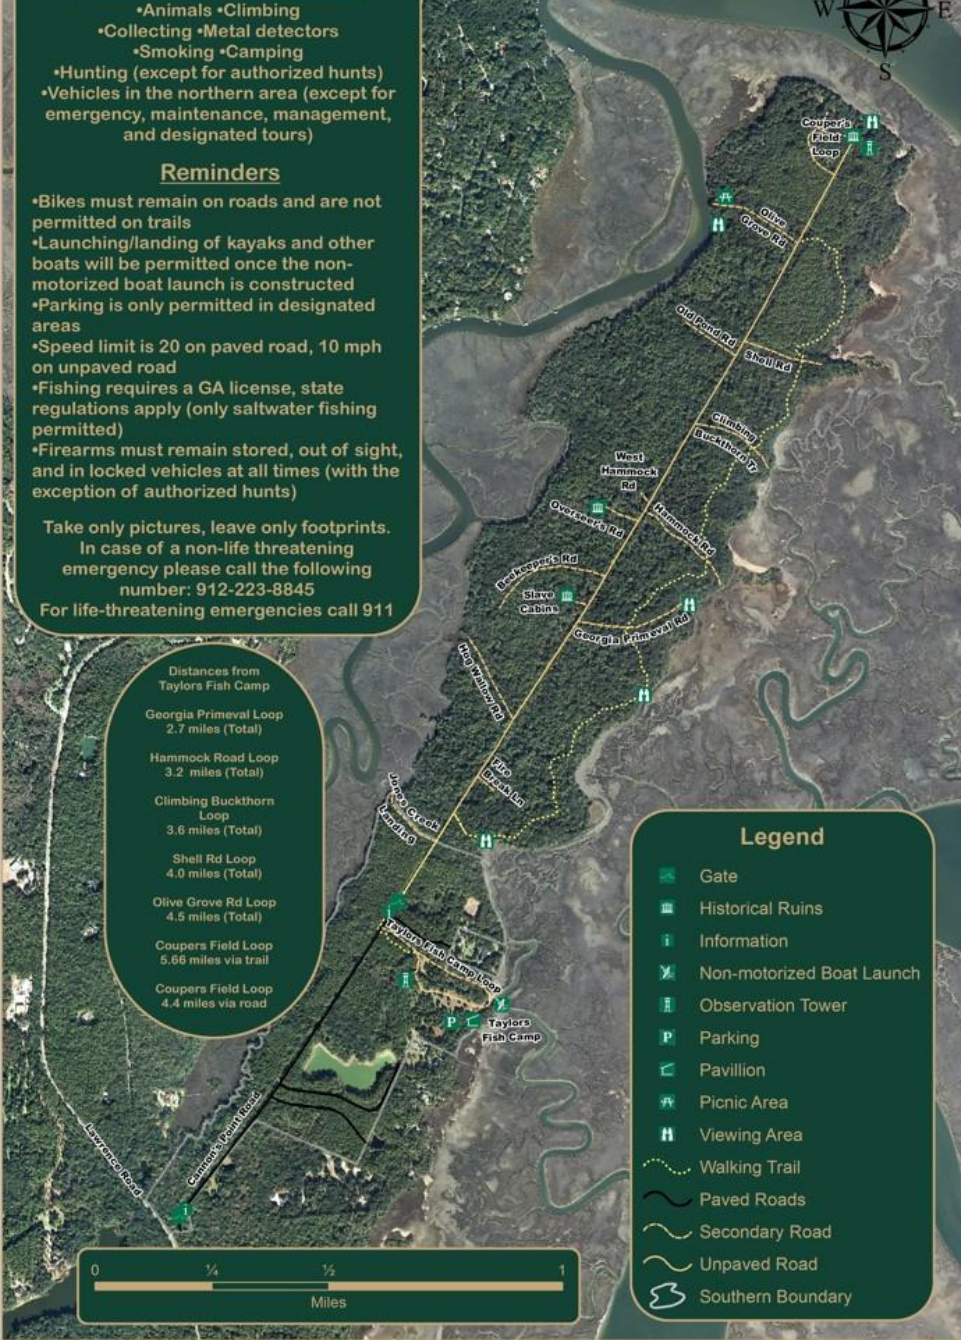 •Animals •Climbing
•Collecting •Metal detectors
•Smoking •Camping
•Hunting (except for authorized hunts)
•Vehicles in the northern area (except for
emergency, maintenance, management,
and designated tours)
Reminders
•Bikes must remain on roads and are not
permitted on trails
•Launching/landing of kayaks and other
boats will be permitted once the non-
motorized boat launch is constructed
•Parking is only permitted in designated
areas
•Speed limit is 20 on paved road, 10 mph
on unpaved road
•Fishing requires a GA license, state
regulations apply (only saltwater fishing
permitted)
•Firearms must remain stored, out of sight,
and in locked vehicles at all times (with the
exception of authorized hunts)
Take only pictures, leave only footprints.
In case of a non-life threatening
emergency please call the following
number: 912-223-8845
For life-threatening emergencies call 911
W
E
S
Couper's
Field
Loop
Olive
Grove Rd
Old Pond Rd
Shell Rd
Climbing
Buckthorn Tr
West
Hammock
Rd
Hammock Rd
Overseer's Rd
Beekeeper's Rd
Slave
Cabins
Georgia Primeval Rd
Hog Wallow Rd
Fire
Break Ln
Jones Creek
Landing
i
Taylors Fish Camp Loop
P
Taylors
Fish Camp
Cannon's Point Road
Lawrence Road
i
Distances from
Taylors Fish Camp
Georgia Primeval Loop
2.7 miles (Total)
Hammock Road Loop
3.2 miles (Total)
Climbing Buckthorn
Loop
3.6 miles (Total)
Shell Rd Loop
4.0 miles (Total)
Olive Grove Rd Loop
4.5 miles (Total)
Coupers Field Loop
5.66 miles via trail
Coupers Field Loop
4.4 miles via road
Legend
Gate
Historical Ruins
i Information
Non-motorized Boat Launch
Observation Tower
P Parking
Pavillion
Picnic Area
Viewing Area
Walking Trail
Paved Roads
Secondary Road
Unpaved Road
Southern Boundary
0 ¼ ½ 1
Miles